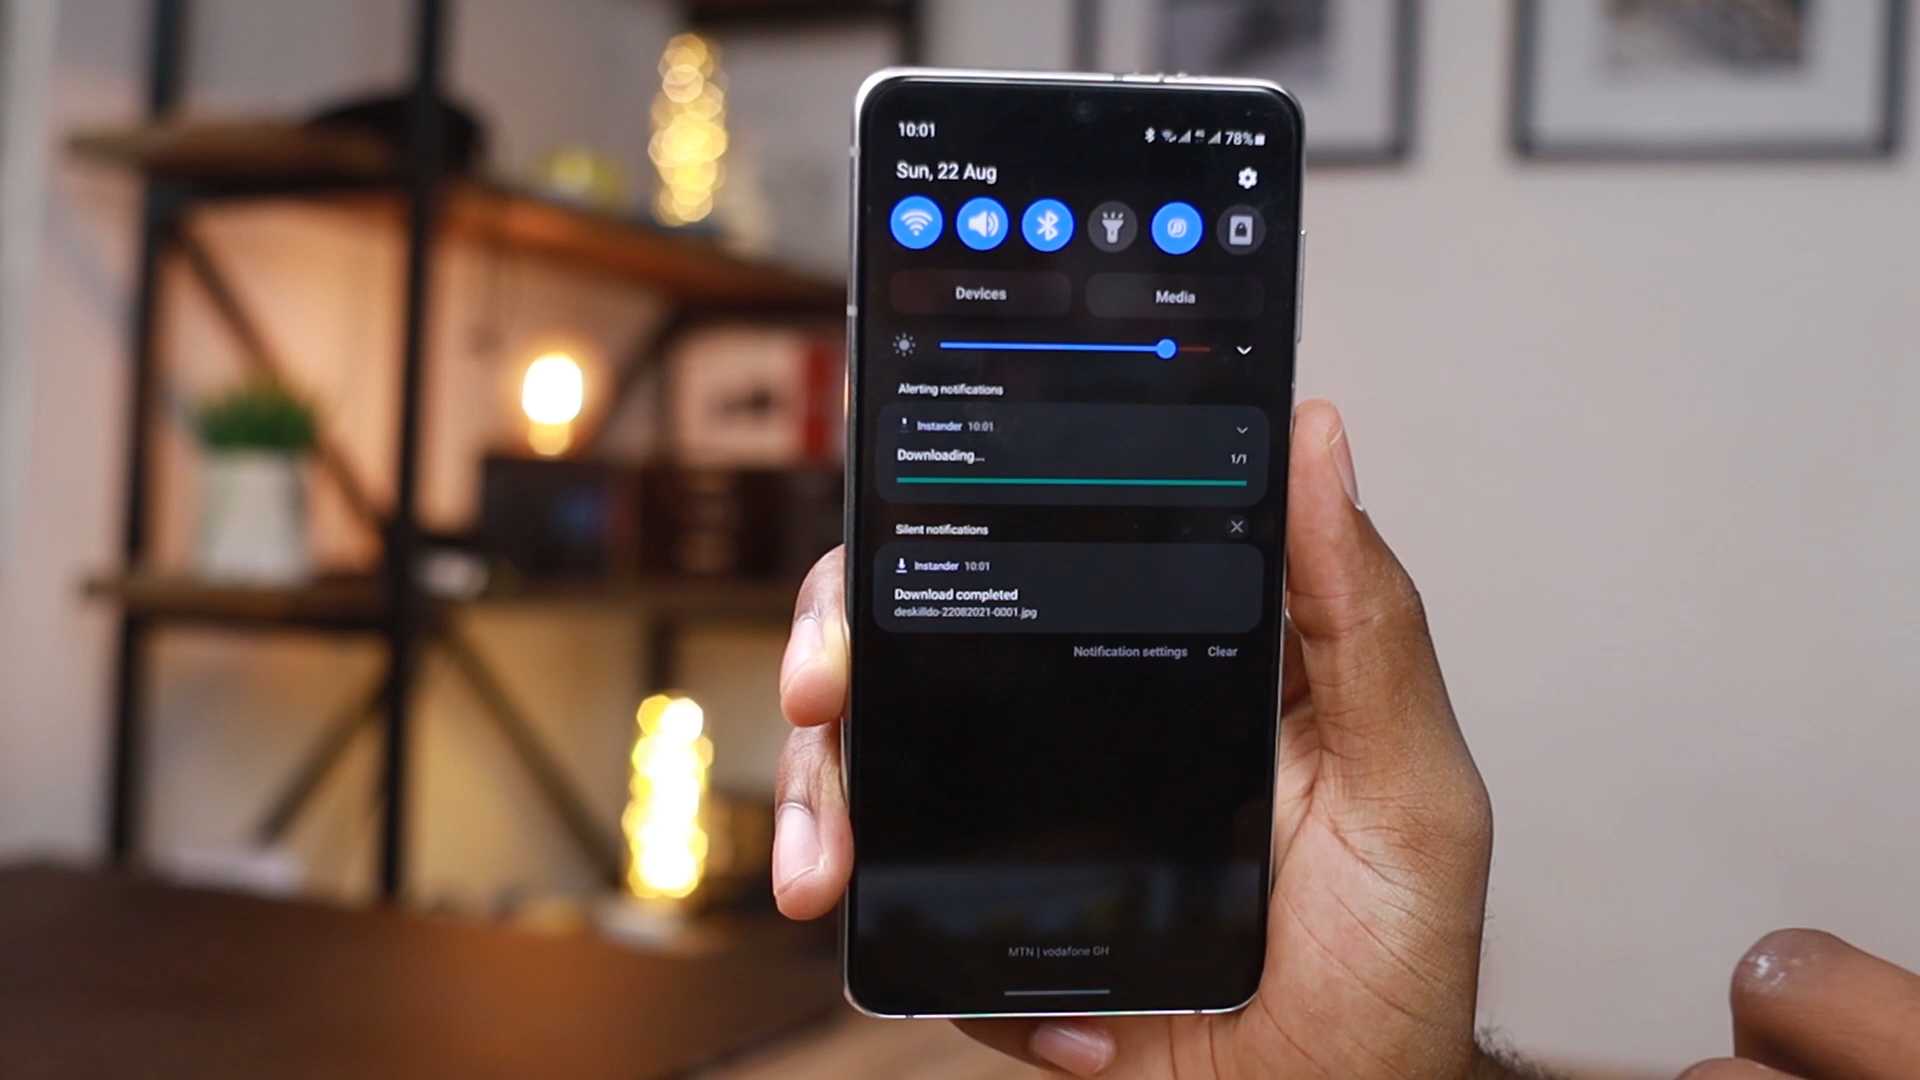 10:01
78%
Sun, 22 Aug
Devices
Media
Alerting notifications
Instander 10:01
Downloading...
1/1
Silent notifications
Instander 10:01
Download completed
deskilldo-22082021-0001.jpg
Notification settings
Clear
MTN | vodafone GH